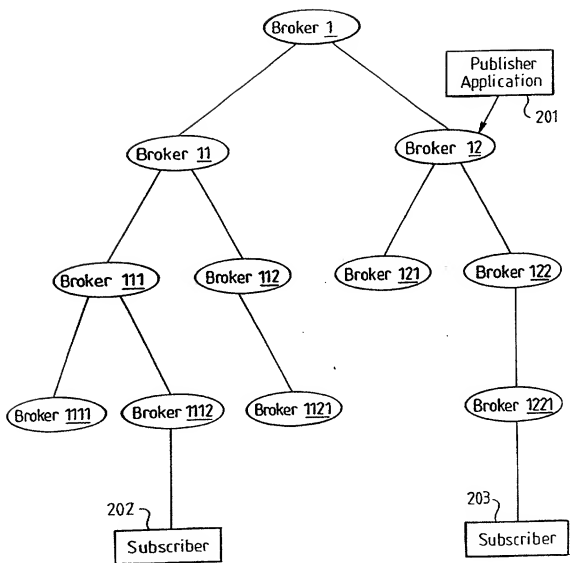 Broker 1
Publisher
Application
201
Broker 11
Broker 12
Broker 111
Broker 112
Broker 121
Broker 122
Broker 1111
Broker 1112
Broker 1121
Broker 1221
202
203
Subscriber
Subscriber